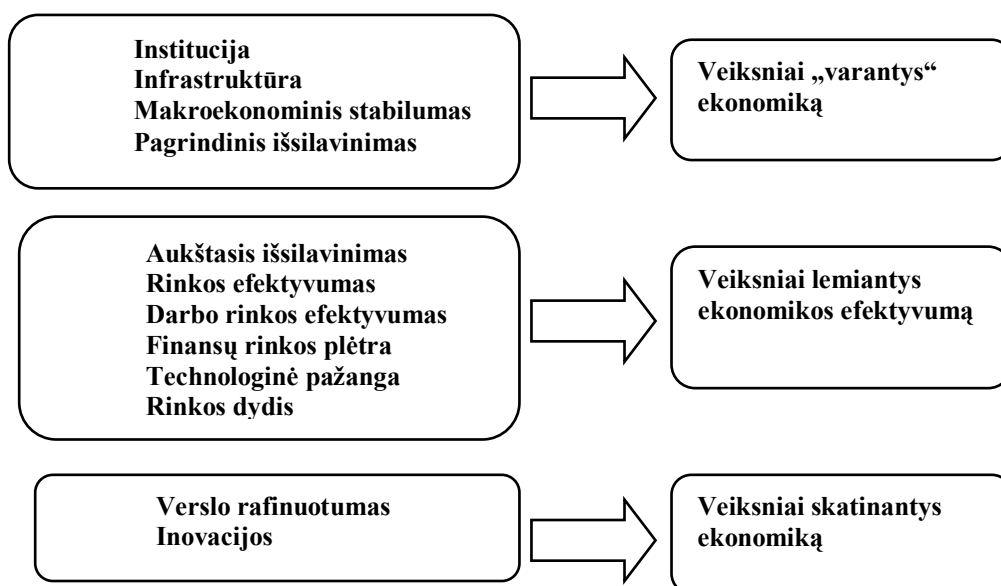 Institucija
Infrastruktūra
Makroekonominis stabilumas
Pagrindinis išsilavinimas
Veiksniai „varantys“
ekonomiką
Aukštasis išsilavinimas
Rinkos efektyvumas
Darbo rinkos efektyvumas
Finansų rinkos plėtra
Technologinė pažanga
Rinkos dydis
Veiksniai lemiantys
ekonomikos efektyvumą
Verslo rafinuotumas
Inovacijos
Veiksniai skatinantys
ekonomiką